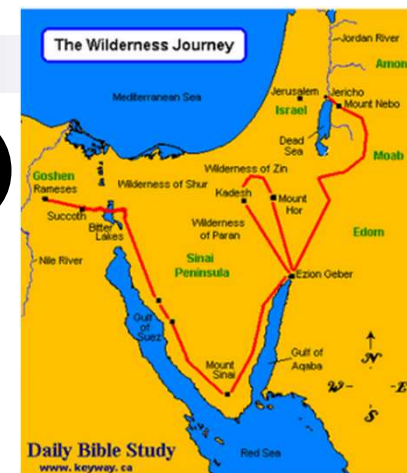 The Wilderness Journey
Jordan River
Amon
Mediterranean Sea
Jerusalem
Jericho
Mount Nebo
Israel
Dead
Sea
Moab
Goshen
Rameses
Wilderness of Shur
Wilderness of Zin
Kadesh
Mount
Hor
Succoth
Bitter
Lakes
Wilderness
of Paran
Edom
Nile River
Sinai
Peninsula
Ezion Geber
Gulf
of
Suez
Gulf of
Aqaba
Mount
Sinai
N
W
E
S
Red Sea
Daily Bible Study
www.keyway.ca